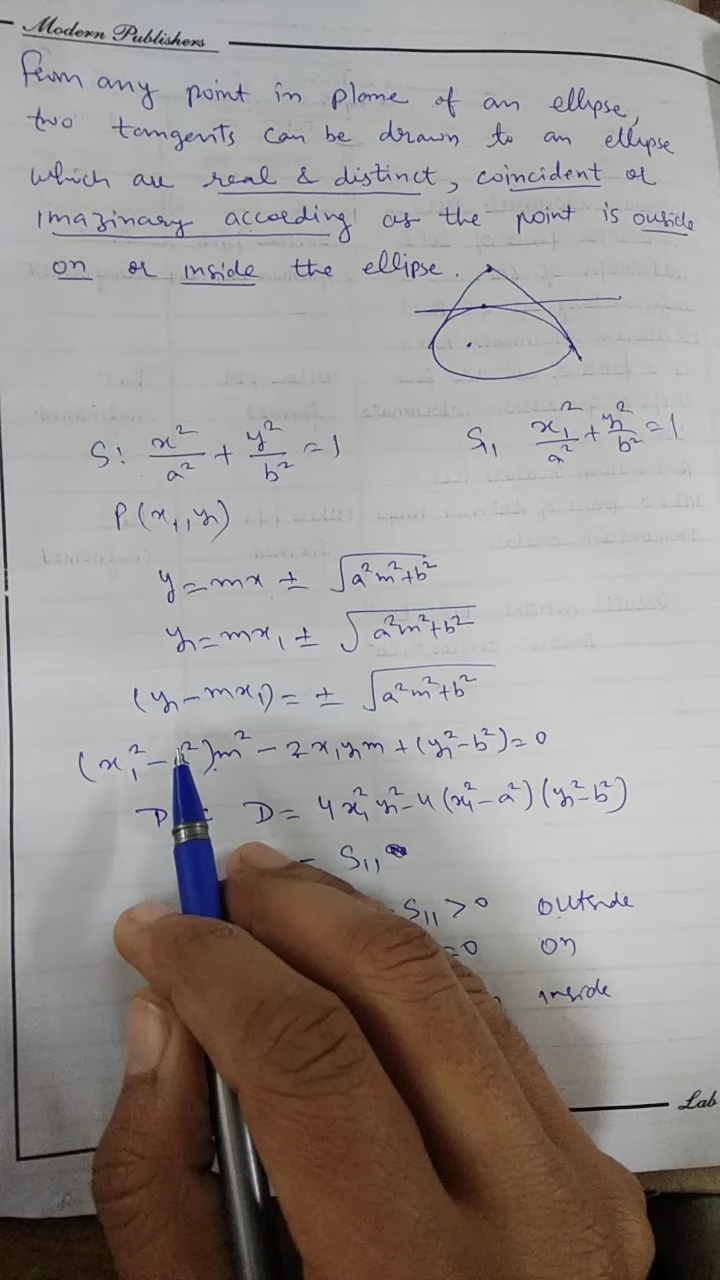 Modern Publishers
From any point in plane of an ellipse,
two tangents can be drawn to an ellipse
which are real & distinct, coincident or
imazinary according as the point is ouside
on or inside the ellipse.
S: x²/a² + y²/b² = 1
S₁₁ x₁²/a² + y₁²/b² = 1
P(x₁, y₁)
y = mx ± √a²m²+b²
y₁ = mx₁ ± √a²m²+b²
(y₁ - mx₁) = ± √a²m²+b²
(x₁² - a²)m² - 2x₁y₁m + (y₁² - b²) = 0
D = 4x₁²y₁² - 4(x₁² - a²)(y₁² - b²)
= S₁₁
S₁₁ > 0 outside
= 0 on
inside
Lab